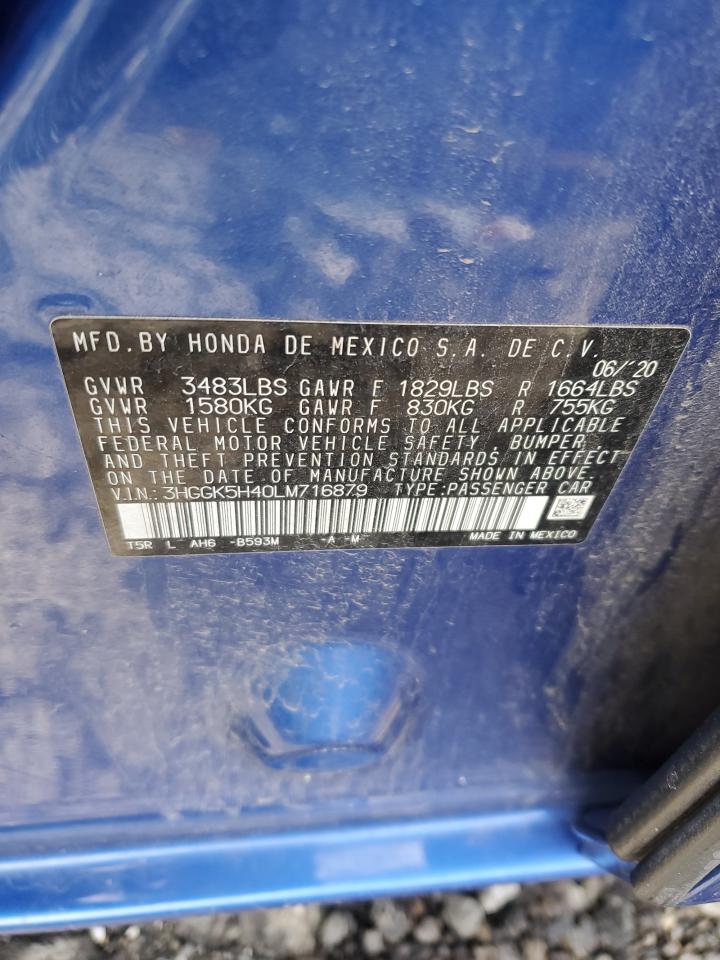 MFD.BY HONDA DE MEXICO S.A. DE C.V.
06/'20
GVWR 3483LBS GAWR F 1829LBS R 1664LBS
GVWR 1580KG GAWR F 830KG R 755KG
THIS VEHICLE CONFORMS TO ALL APPLICABLE
FEDERAL MOTOR VEHICLE SAFETY, BUMPER,
AND THEFT PREVENTION STANDARDS IN EFFECT
ON THE DATE OF MANUFACTURE SHOWN ABOVE.
V.I.N.: 3HGGK5H40LM716879 TYPE:PASSENGER CAR
T5R L AH6 -B593M -A -M MADE IN MEXICO